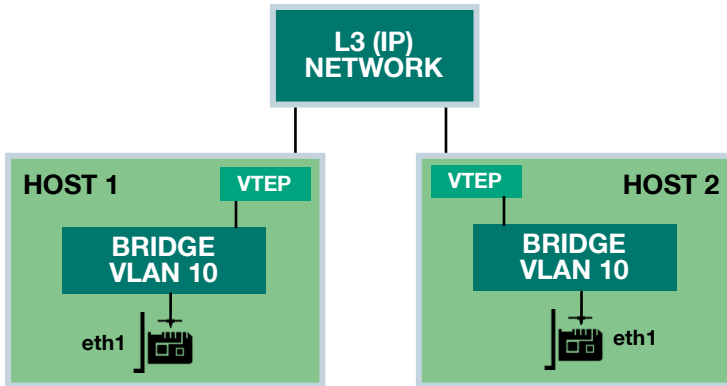 L3 (IP)
NETWORK
HOST 1
VTEP
BRIDGE
VLAN 10
eth1
VTEP
HOST 2
BRIDGE
VLAN 10
eth1